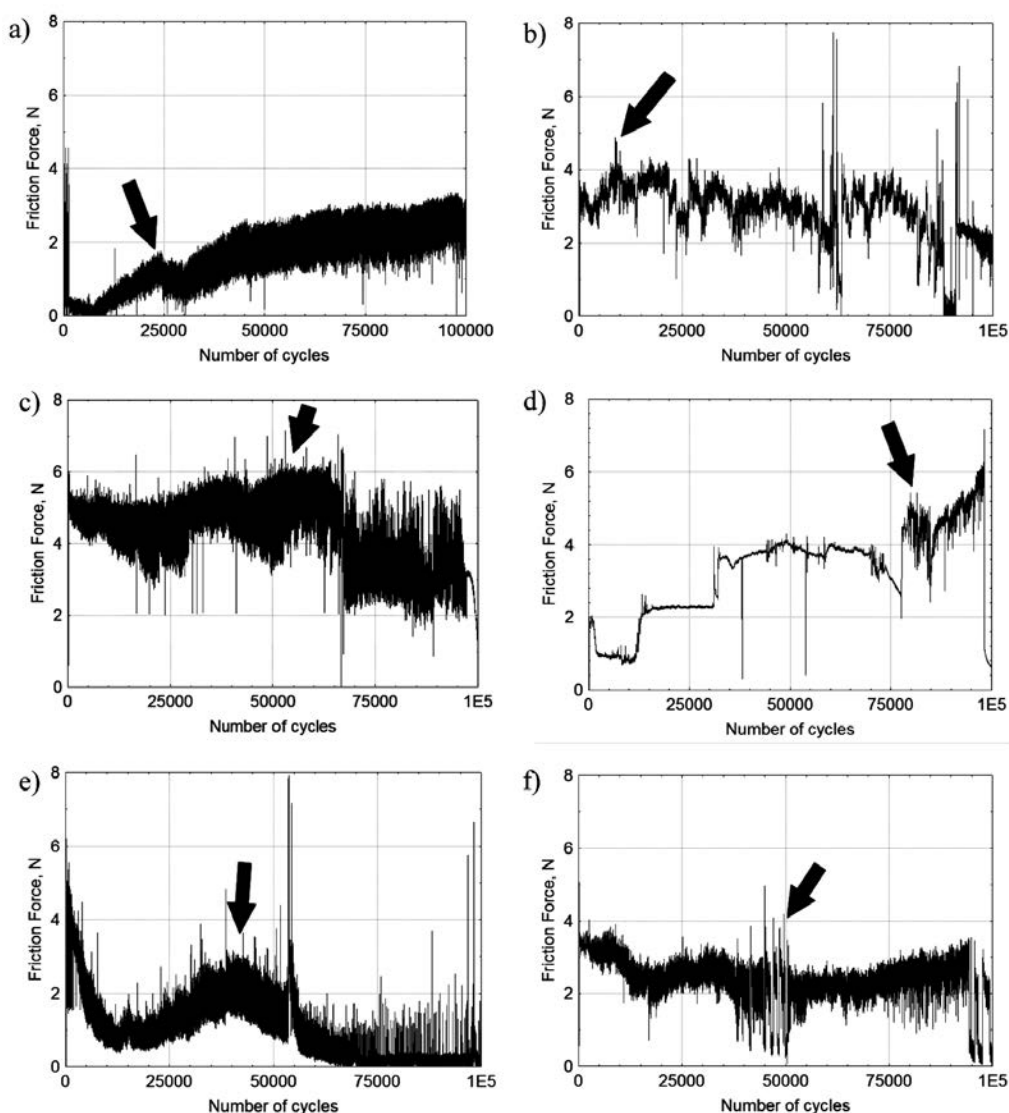 a)
8
6
4
2
0
Friction Force, N
0 25000 50000 75000 100000
Number of cycles
b)
8
6
4
2
0
Friction Force, N
0 25000 50000 75000 1E5
Number of cycles
c)
8
6
4
2
0
Friction Force, N
0 25000 50000 75000 1E5
Number of cycles
d)
8
6
4
2
0
Friction Force, N
0 25000 50000 75000 1E5
Number of cycles
e)
8
6
4
2
0
Friction Force, N
0 25000 50000 75000 1E5
Number of cycles
f)
8
6
4
2
0
Friction Force, N
0 25000 50000 75000 1E5
Number of cycles